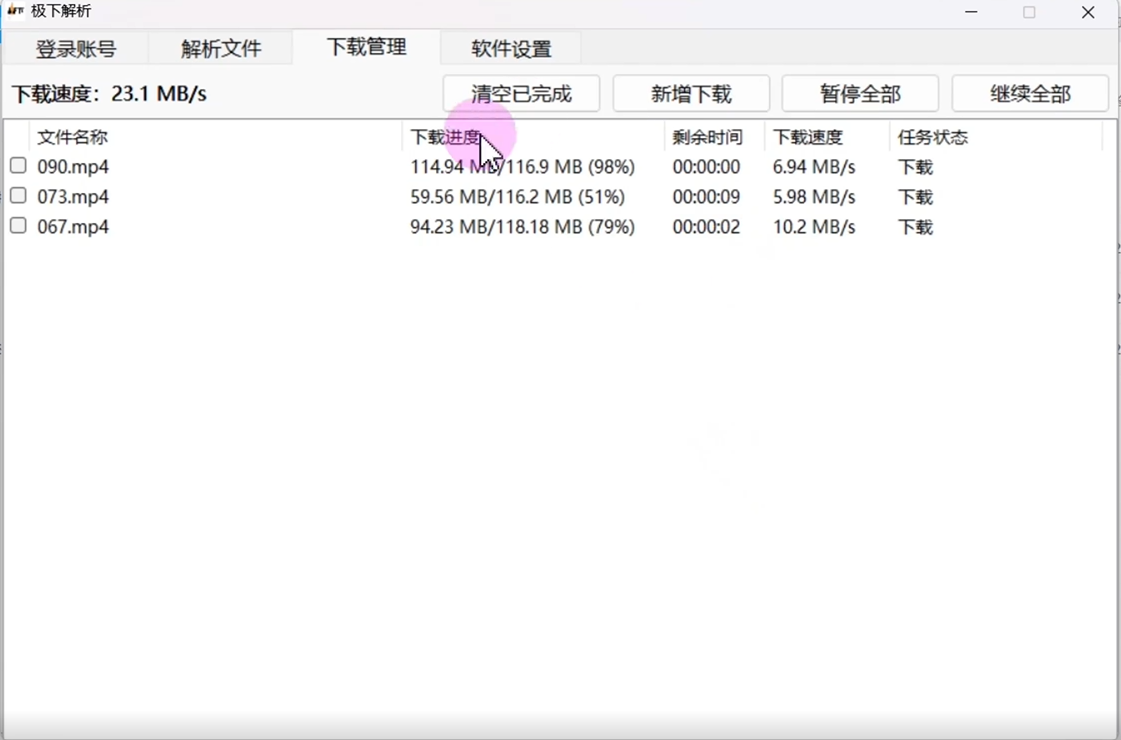 极下解析
登录账号 解析文件 下载管理 软件设置
下载速度：23.1 MB/s 清空已完成 新增下载 暂停全部 继续全部
文件名称 下载进度 剩余时间 下载速度 任务状态
090.mp4 114.94 MB/116.9 MB (98%) 00:00:00 6.94 MB/s 下载
073.mp4 59.56 MB/116.2 MB (51%) 00:00:09 5.98 MB/s 下载
067.mp4 94.23 MB/118.18 MB (79%) 00:00:02 10.2 MB/s 下载